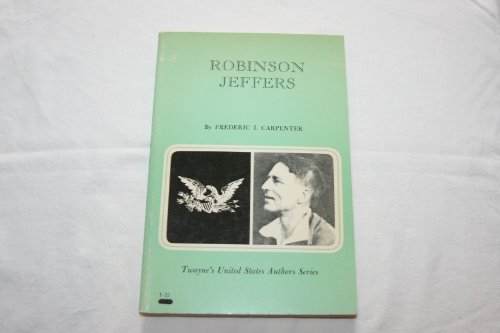 ROBINSON
JEFFERS
By FREDERIC I. CARPENTER
Twayne's United States Authors Series